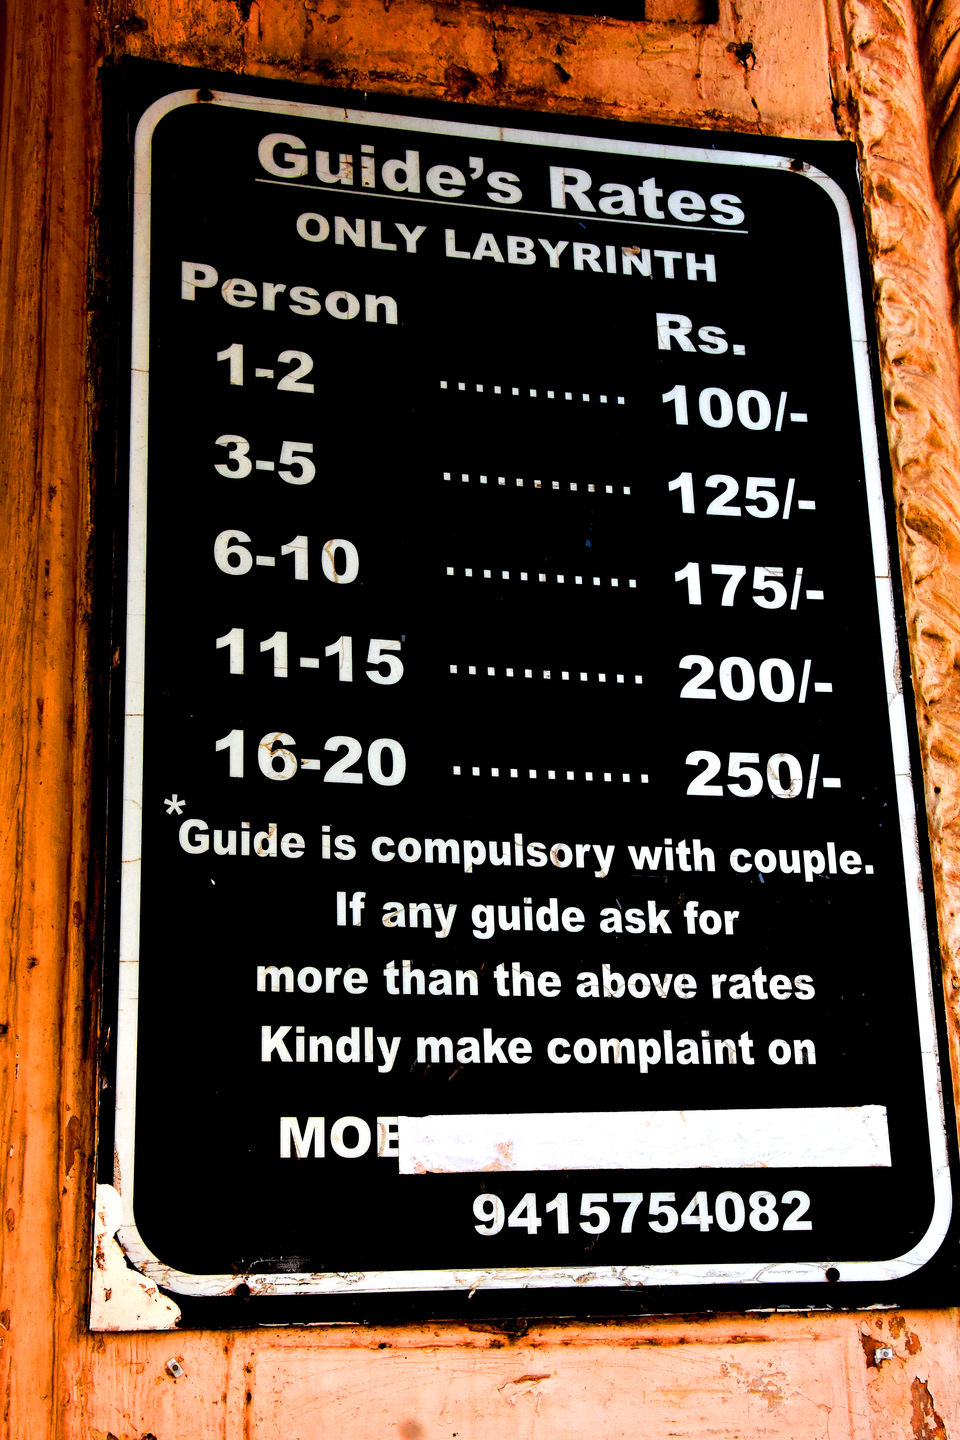 Guide's Rates
ONLY LABYRINTH
Person Rs.
1-2 ........... 100/-
3-5 ........... 125/-
6-10 ........... 175/-
11-15 ........... 200/-
16-20 ........... 250/-
*Guide is compulsory with couple.
If any guide ask for
more than the above rates
Kindly make complaint on
MOB
9415754082